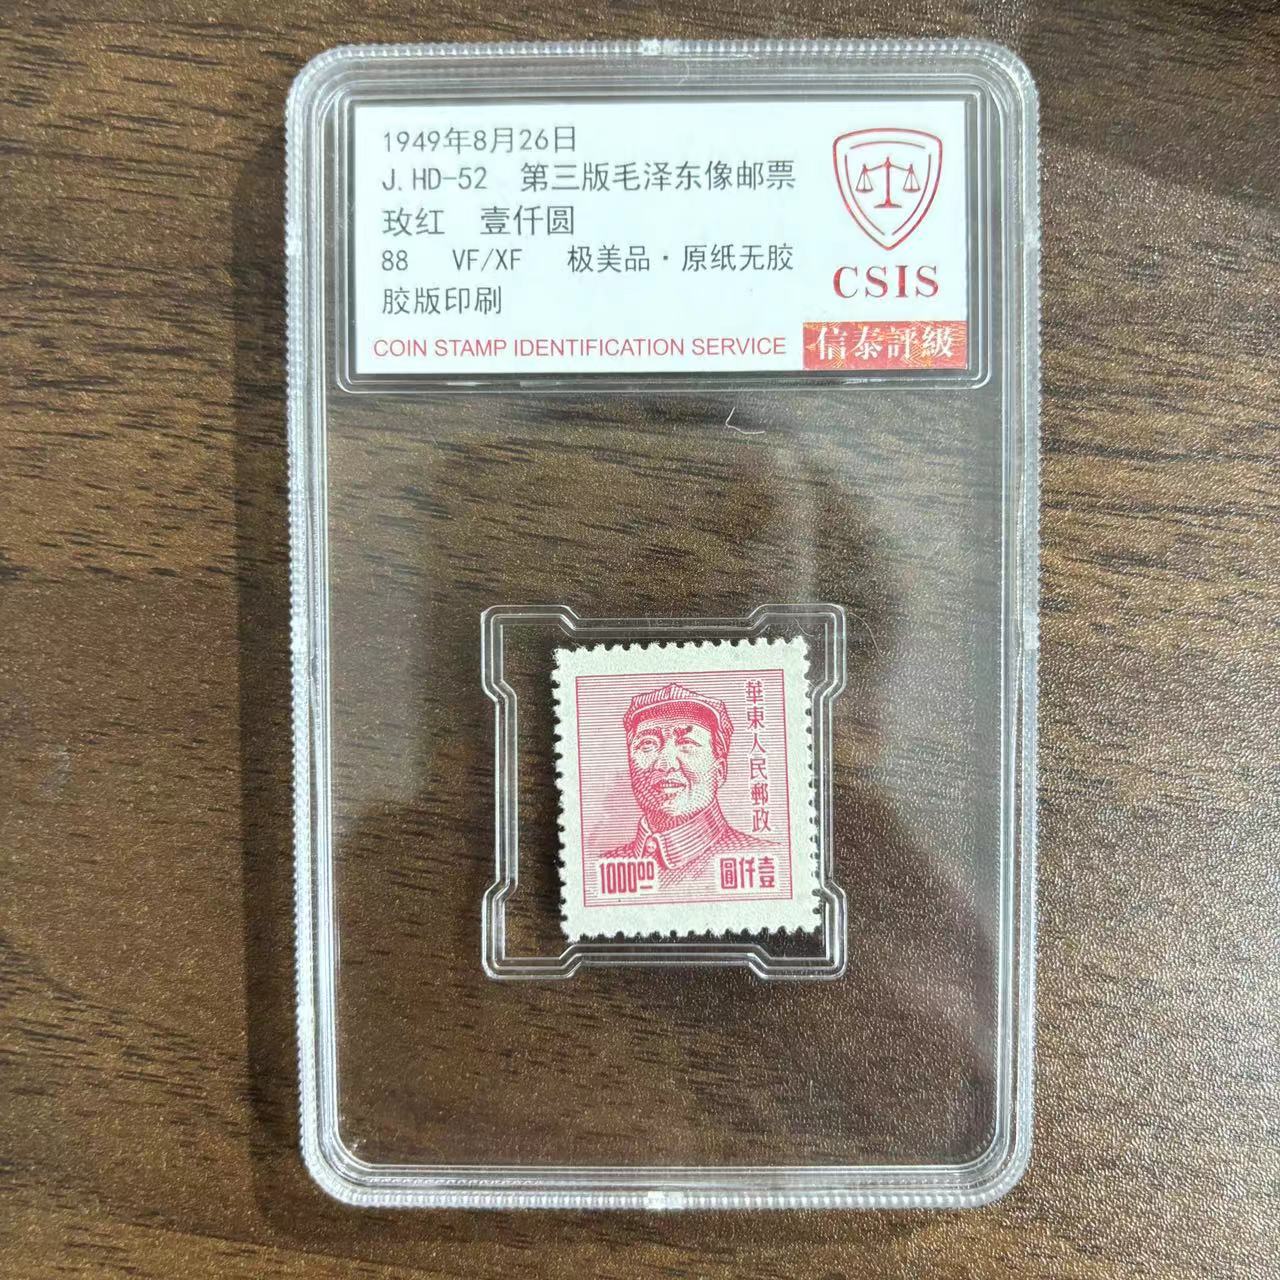 1949年8月26日
J.HD-52 第三版毛泽东像邮票
玫红 壹仟圆
88 VF/XF 极美品·原纸无胶
胶版印刷
CSIS
COIN STAMP IDENTIFICATION SERVICE
信泰評級
華東人民郵政
1000.00
圓仟壹